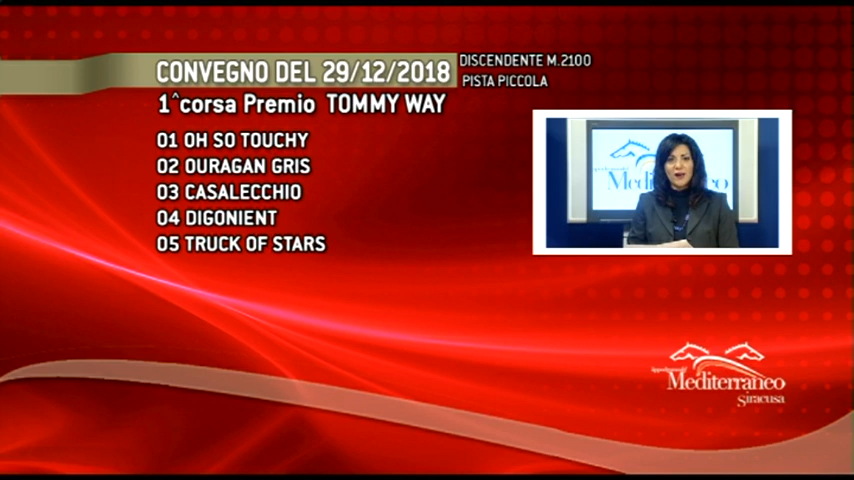 CONVEGNO DEL 29/12/2018
DISCENDENTE M.2100
PISTA PICCOLA
1^corsa Premio TOMMY WAY
01 OH SO TOUCHY
02 OURAGAN GRIS
03 CASALECCHIO
04 DIGONIENT
05 TRUCK OF STARS
Mediterraneo
Mediterraneo
Siracusa